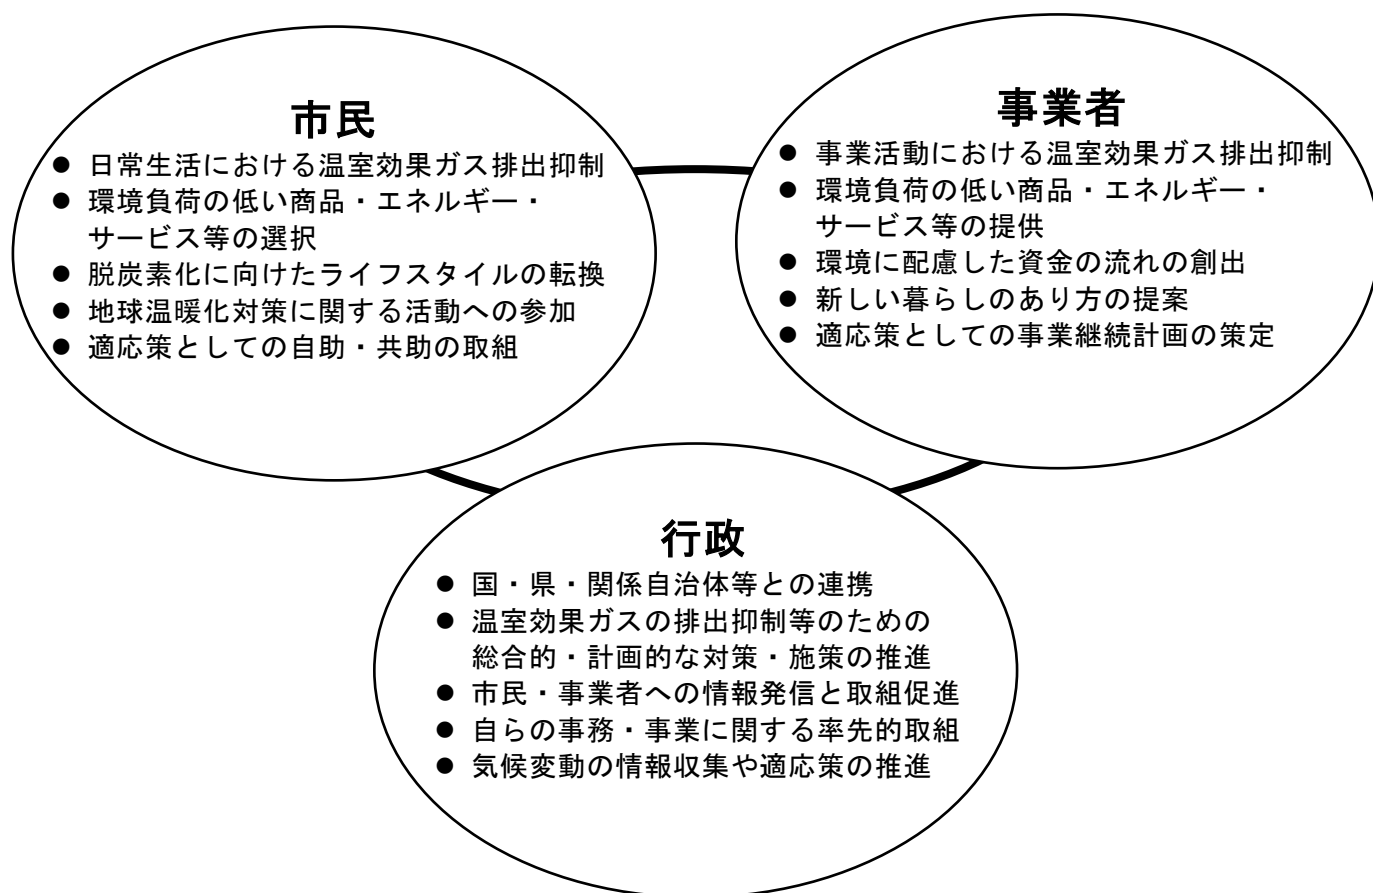 市民
● 日常生活における温室効果ガス排出抑制
● 環境負荷の低い商品・エネルギー・
サービス等の選択
● 脱炭素化に向けたライフスタイルの転換
● 地球温暖化対策に関する活動への参加
● 適応策としての自助・共助の取組
事業者
● 事業活動における温室効果ガス排出抑制
● 環境負荷の低い商品・エネルギー・
サービス等の提供
● 環境に配慮した資金の流れの創出
● 新しい暮らしのあり方の提案
● 適応策としての事業継続計画の策定
行政
● 国・県・関係自治体等との連携
● 温室効果ガスの排出抑制等のための
総合的・計画的な対策・施策の推進
● 市民・事業者への情報発信と取組促進
● 自らの事務・事業に関する率先的取組
● 気候変動の情報収集や適応策の推進